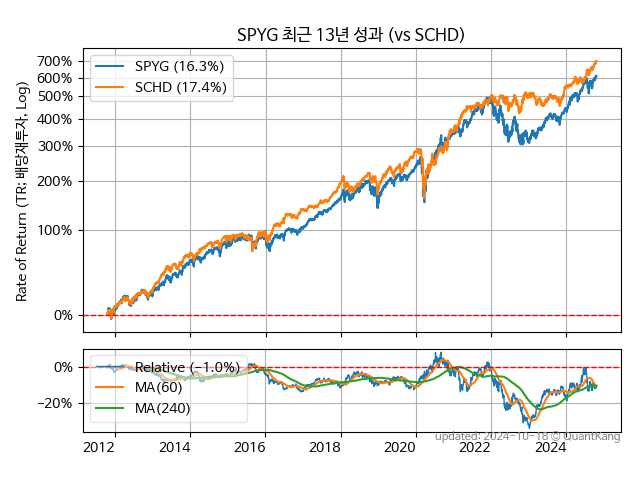 SPYG 최근 13년 성과 (vs SCHD)
Rate of Return (TR; 배당재투자, Log)
700%
600%
500%
400%
300%
200%
100%
0%
SPYG (16.3%)
SCHD (17.4%)
0%
−20%
Relative (−1.0%)
MA(60)
MA(240)
2012 2014 2016 2018 2020 2022 2024
updated: 2024-10-18 © QuantKang